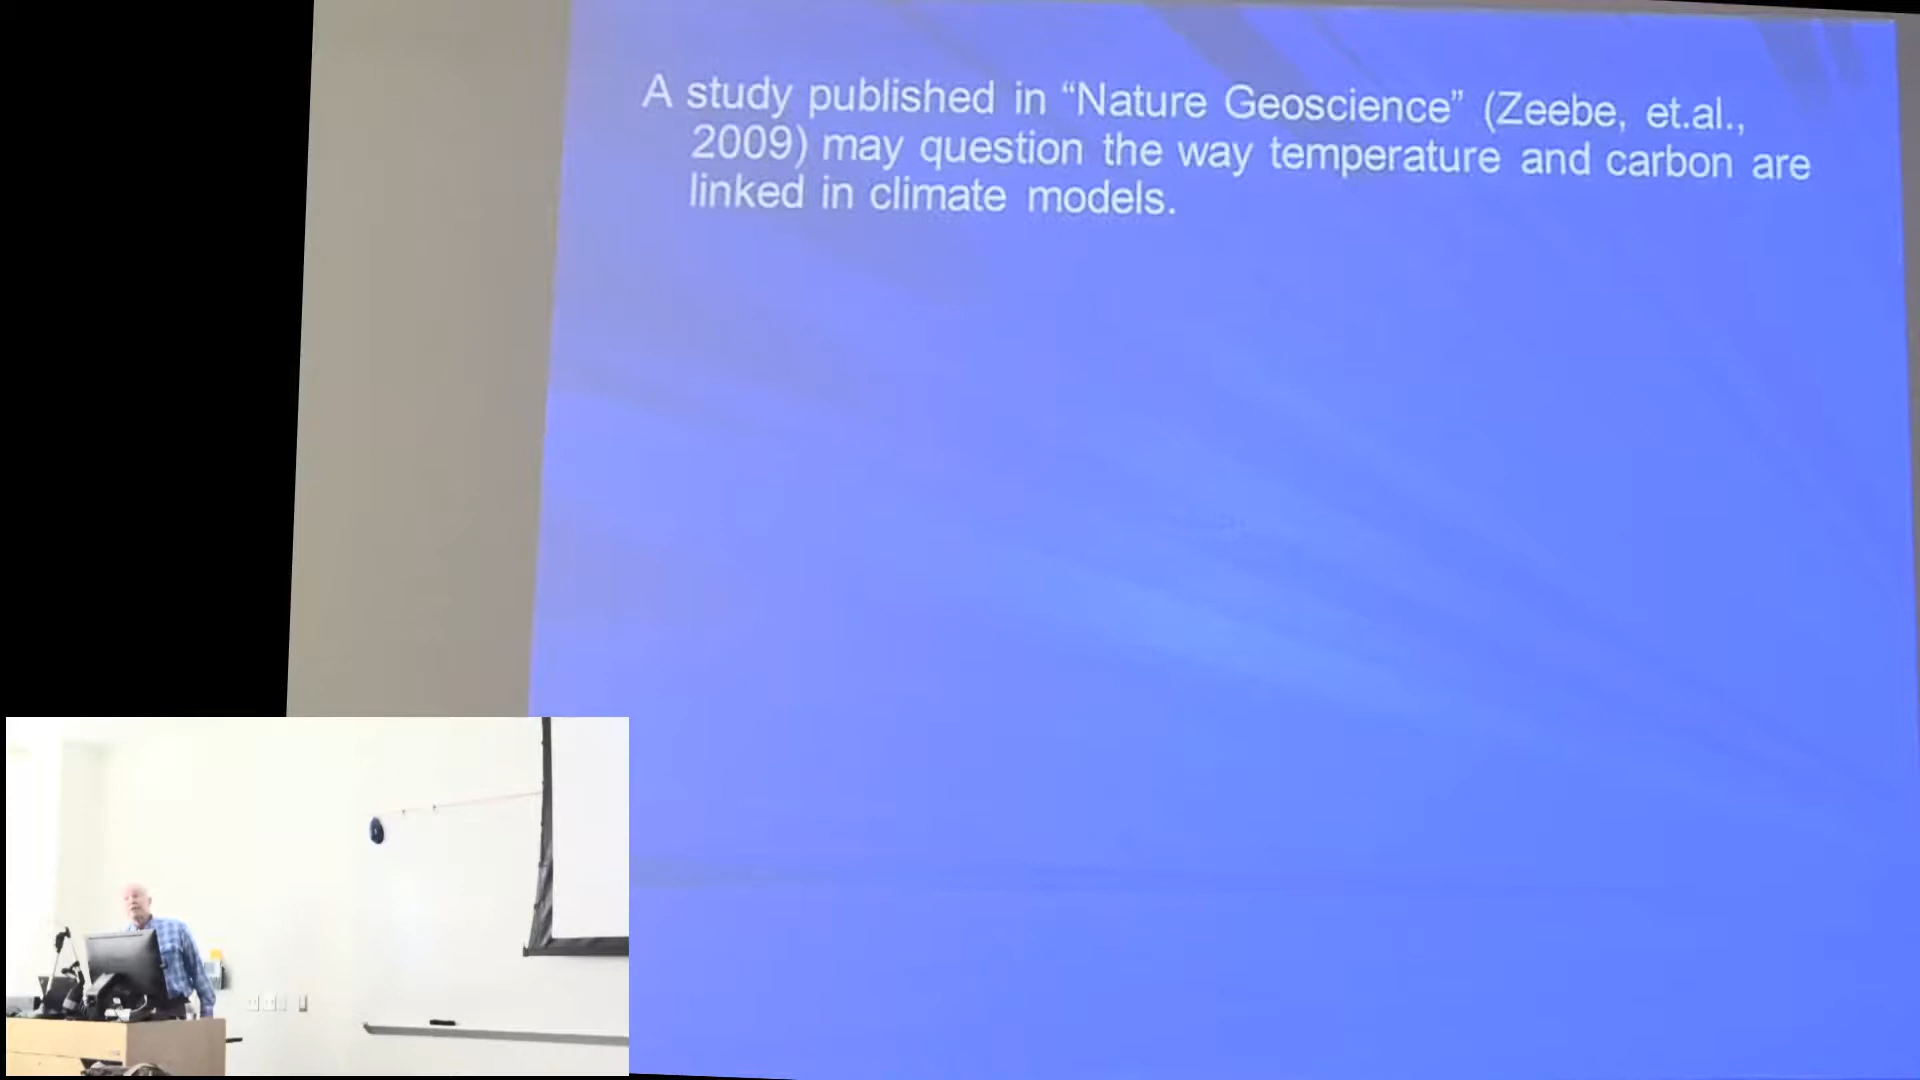 A study published in “Nature Geoscience” (Zeebe, et.al.,
2009) may question the way temperature and carbon are
linked in climate models.